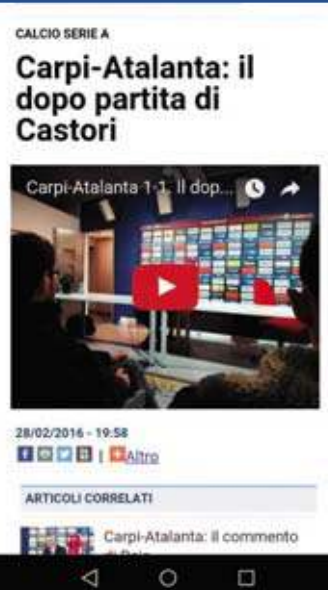 CALCIO SERIE A
Carpi-Atalanta: il
dopo partita di
Castori
Carpi-Atalanta 1-1. Il dop...
28/02/2016 - 19:58
| Altro
ARTICOLI CORRELATI
Carpi-Atalanta: il commento
di